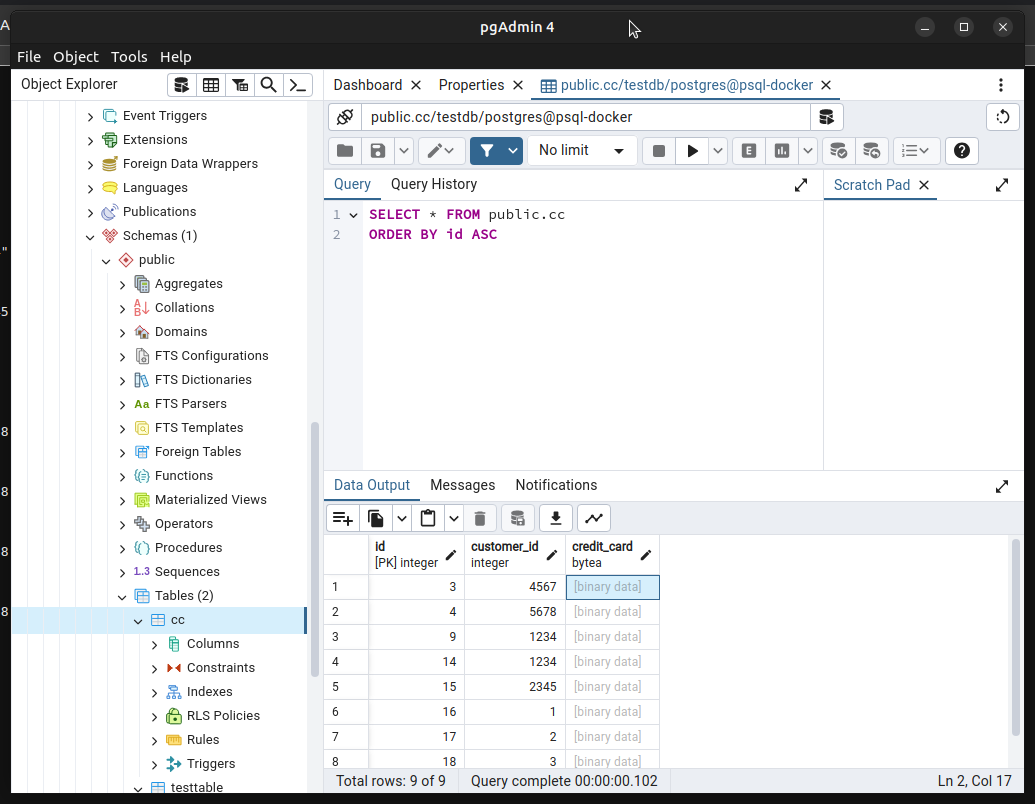 pgAdmin 4
File Object Tools Help
Object Explorer
Event Triggers
Extensions
Foreign Data Wrappers
Languages
Publications
Schemas (1)
public
Aggregates
Collations
Domains
FTS Configurations
FTS Dictionaries
Aa FTS Parsers
FTS Templates
Foreign Tables
Functions
Materialized Views
Operators
Procedures
1..3 Sequences
Tables (2)
cc
Columns
Constraints
Indexes
RLS Policies
Rules
Triggers
testtable
Dashboard Properties public.cc/testdb/postgres@psql-docker
public.cc/testdb/postgres@psql-docker
No limit E
Query Query History
Scratch Pad
1 SELECT * FROM public.cc
2 ORDER BY id ASC
Data Output Messages Notifications
id customer_id credit_card
[PK] integer integer bytea
1 3 4567 [binary data]
2 4 5678 [binary data]
3 9 1234 [binary data]
4 14 1234 [binary data]
5 15 2345 [binary data]
6 16 1 [binary data]
7 17 2 [binary data]
8 18 3 [binary data]
Total rows: 9 of 9 Query complete 00:00:00.102 Ln 2, Col 17